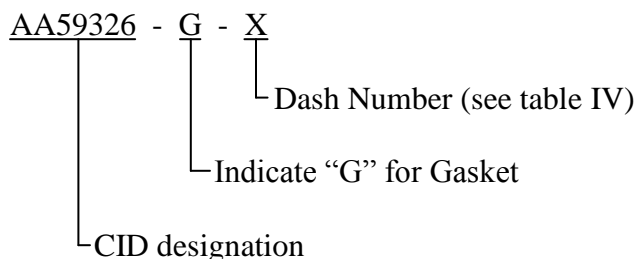 AA59326 - G - X
Dash Number (see table IV)
Indicate “G” for Gasket
CID designation